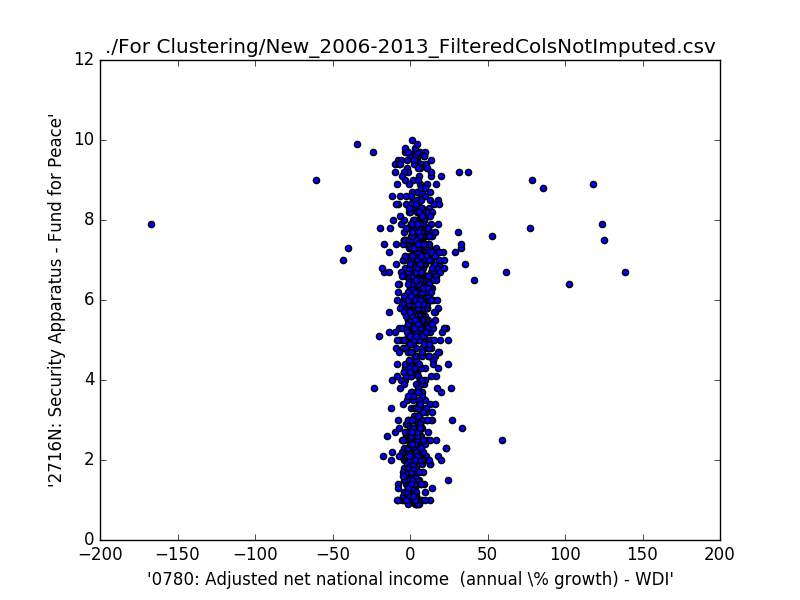 ./For Clustering/New_2006-2013_FilteredColsNotImputed.csv
12
10
8
6
4
2
0
'2716N: Security Apparatus - Fund for Peace'
−200 −150 −100 −50 0 50 100 150 200
'0780: Adjusted net national income  (annual \% growth) - WDI'